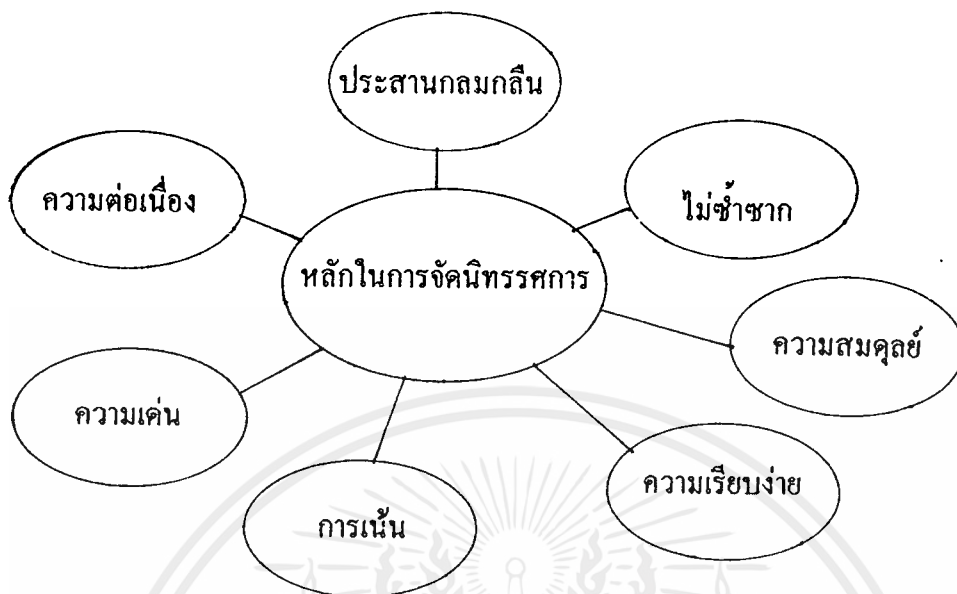 ประสานกลมกลืน
ความต่อเนื่อง
ไม่ซ้ำซาก
หลักในการจัดนิทรรศการ
ความสมดุลย์
ความเด่น
ความเรียบง่าย
การเน้น